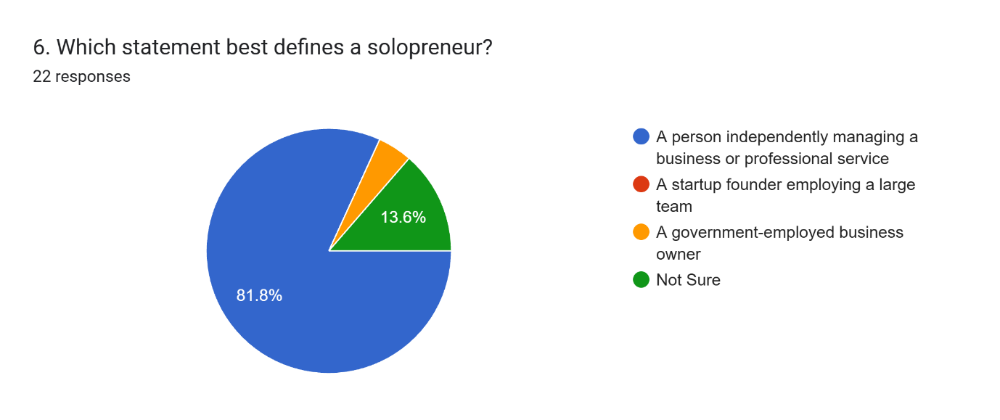 6. Which statement best defines a solopreneur?
22 responses
A person independently managing a
business or professional service
A startup founder employing a large
team
A government-employed business
owner
Not Sure
13.6%
81.8%